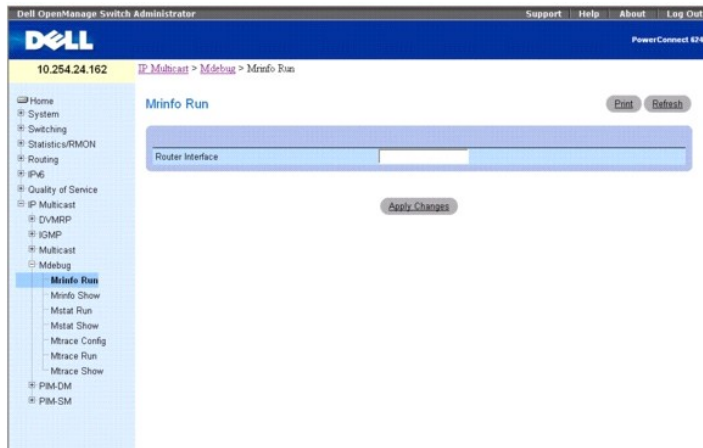 Dell OpenManage Switch Administrator
Support Help About Log Out
DELL
PowerConnect 624
10.254.24.162
IP Multicast > Mdebug > Mrinfo Run
Home
System
Switching
Statistics/RMON
Routing
IPv6
Quality of Service
IP Multicast
DVMRP
IGMP
Multicast
Mdebug
Mrinfo Run
Mrinfo Show
Mstat Run
Mstat Show
Mtrace Config
Mtrace Run
Mtrace Show
PIM-DM
PIM-SM
Mrinfo Run
Print Refresh
Router Interface
Apply Changes